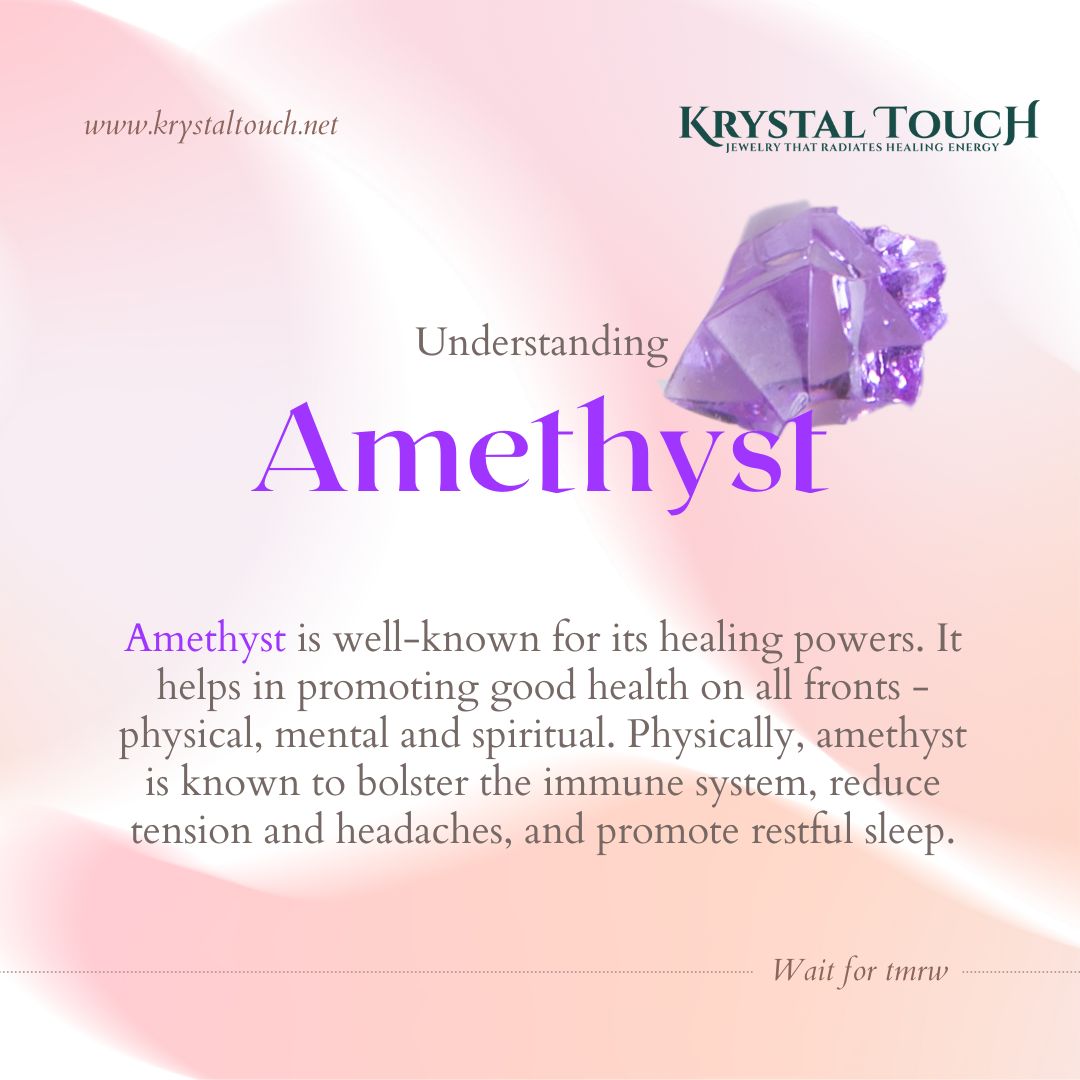 www.krystaltouch.net
KRYSTAL TOUCH
JEWELRY THAT RADIATES HEALING ENERGY
Understanding
Amethyst
Amethyst is well-known for its healing powers. It
helps in promoting good health on all fronts -
physical, mental and spiritual. Physically, amethyst
is known to bolster the immune system, reduce
tension and headaches, and promote restful sleep.
Wait for tmrw